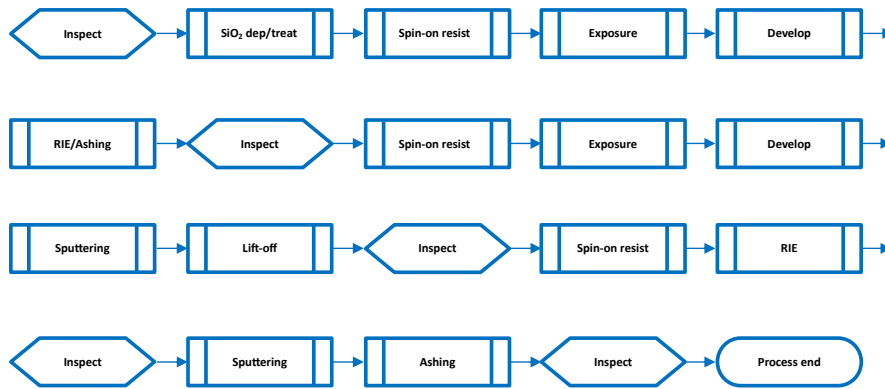 Inspect
SiO₂ dep/treat
Spin-on resist
Exposure
Develop
RIE/Ashing
Inspect
Spin-on resist
Exposure
Develop
Sputtering
Lift-off
Inspect
Spin-on resist
RIE
Inspect
Sputtering
Ashing
Inspect
Process end